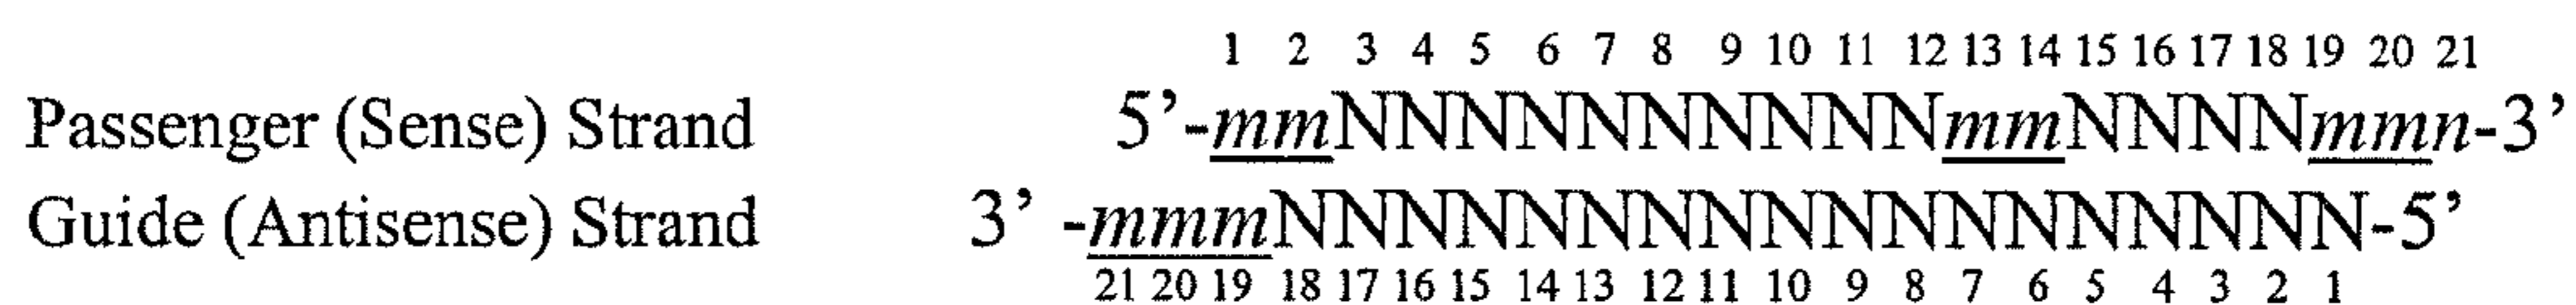 1 2 3 4 5 6 7 8 9 10 11 12 13 14 15 16 17 18 19 20 21
Passenger (Sense) Strand 5’-mmNNNNNNNNNNmmNNNNmmn-3’
Guide (Antisense) Strand 3’ -mmmNNNNNNNNNNNNNNNNNN-5’
21 20 19 18 17 16 15 14 13 12 11 10 9 8 7 6 5 4 3 2 1